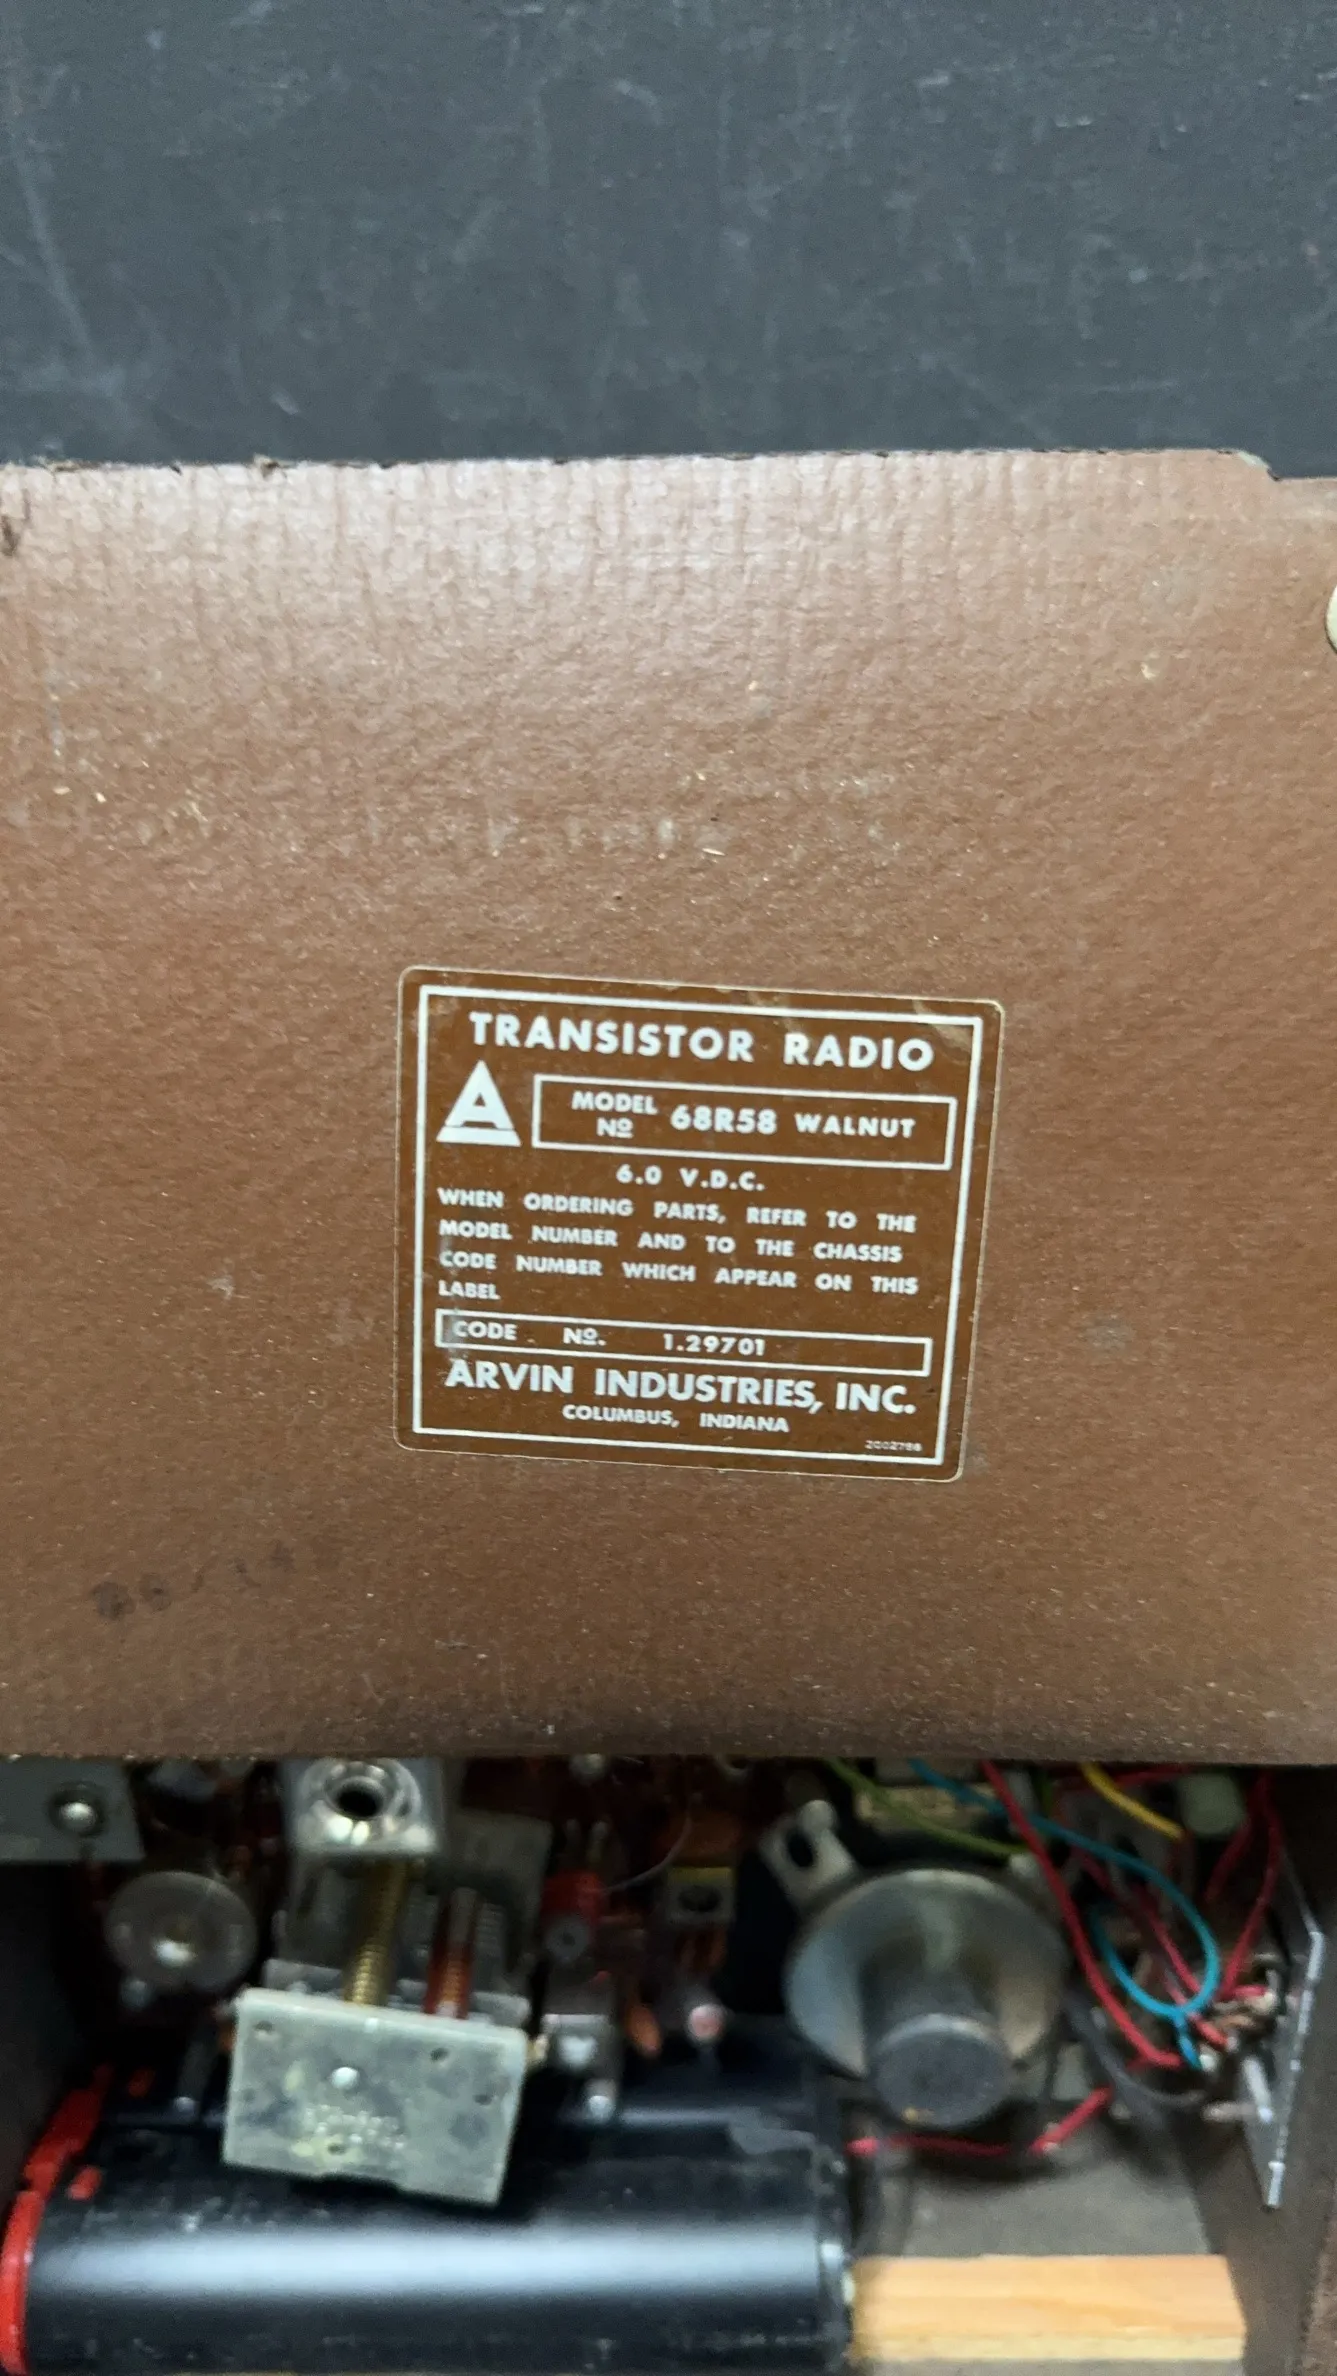 TRANSISTOR RADIO
A
MODEL Nº 68R58 WALNUT
6.0 V.D.C.
WHEN ORDERING PARTS, REFER TO THE
MODEL NUMBER AND TO THE CHASSIS
CODE NUMBER WHICH APPEAR ON THIS
LABEL
CODE Nº. 1.29701
ARVIN INDUSTRIES, INC.
COLUMBUS, INDIANA